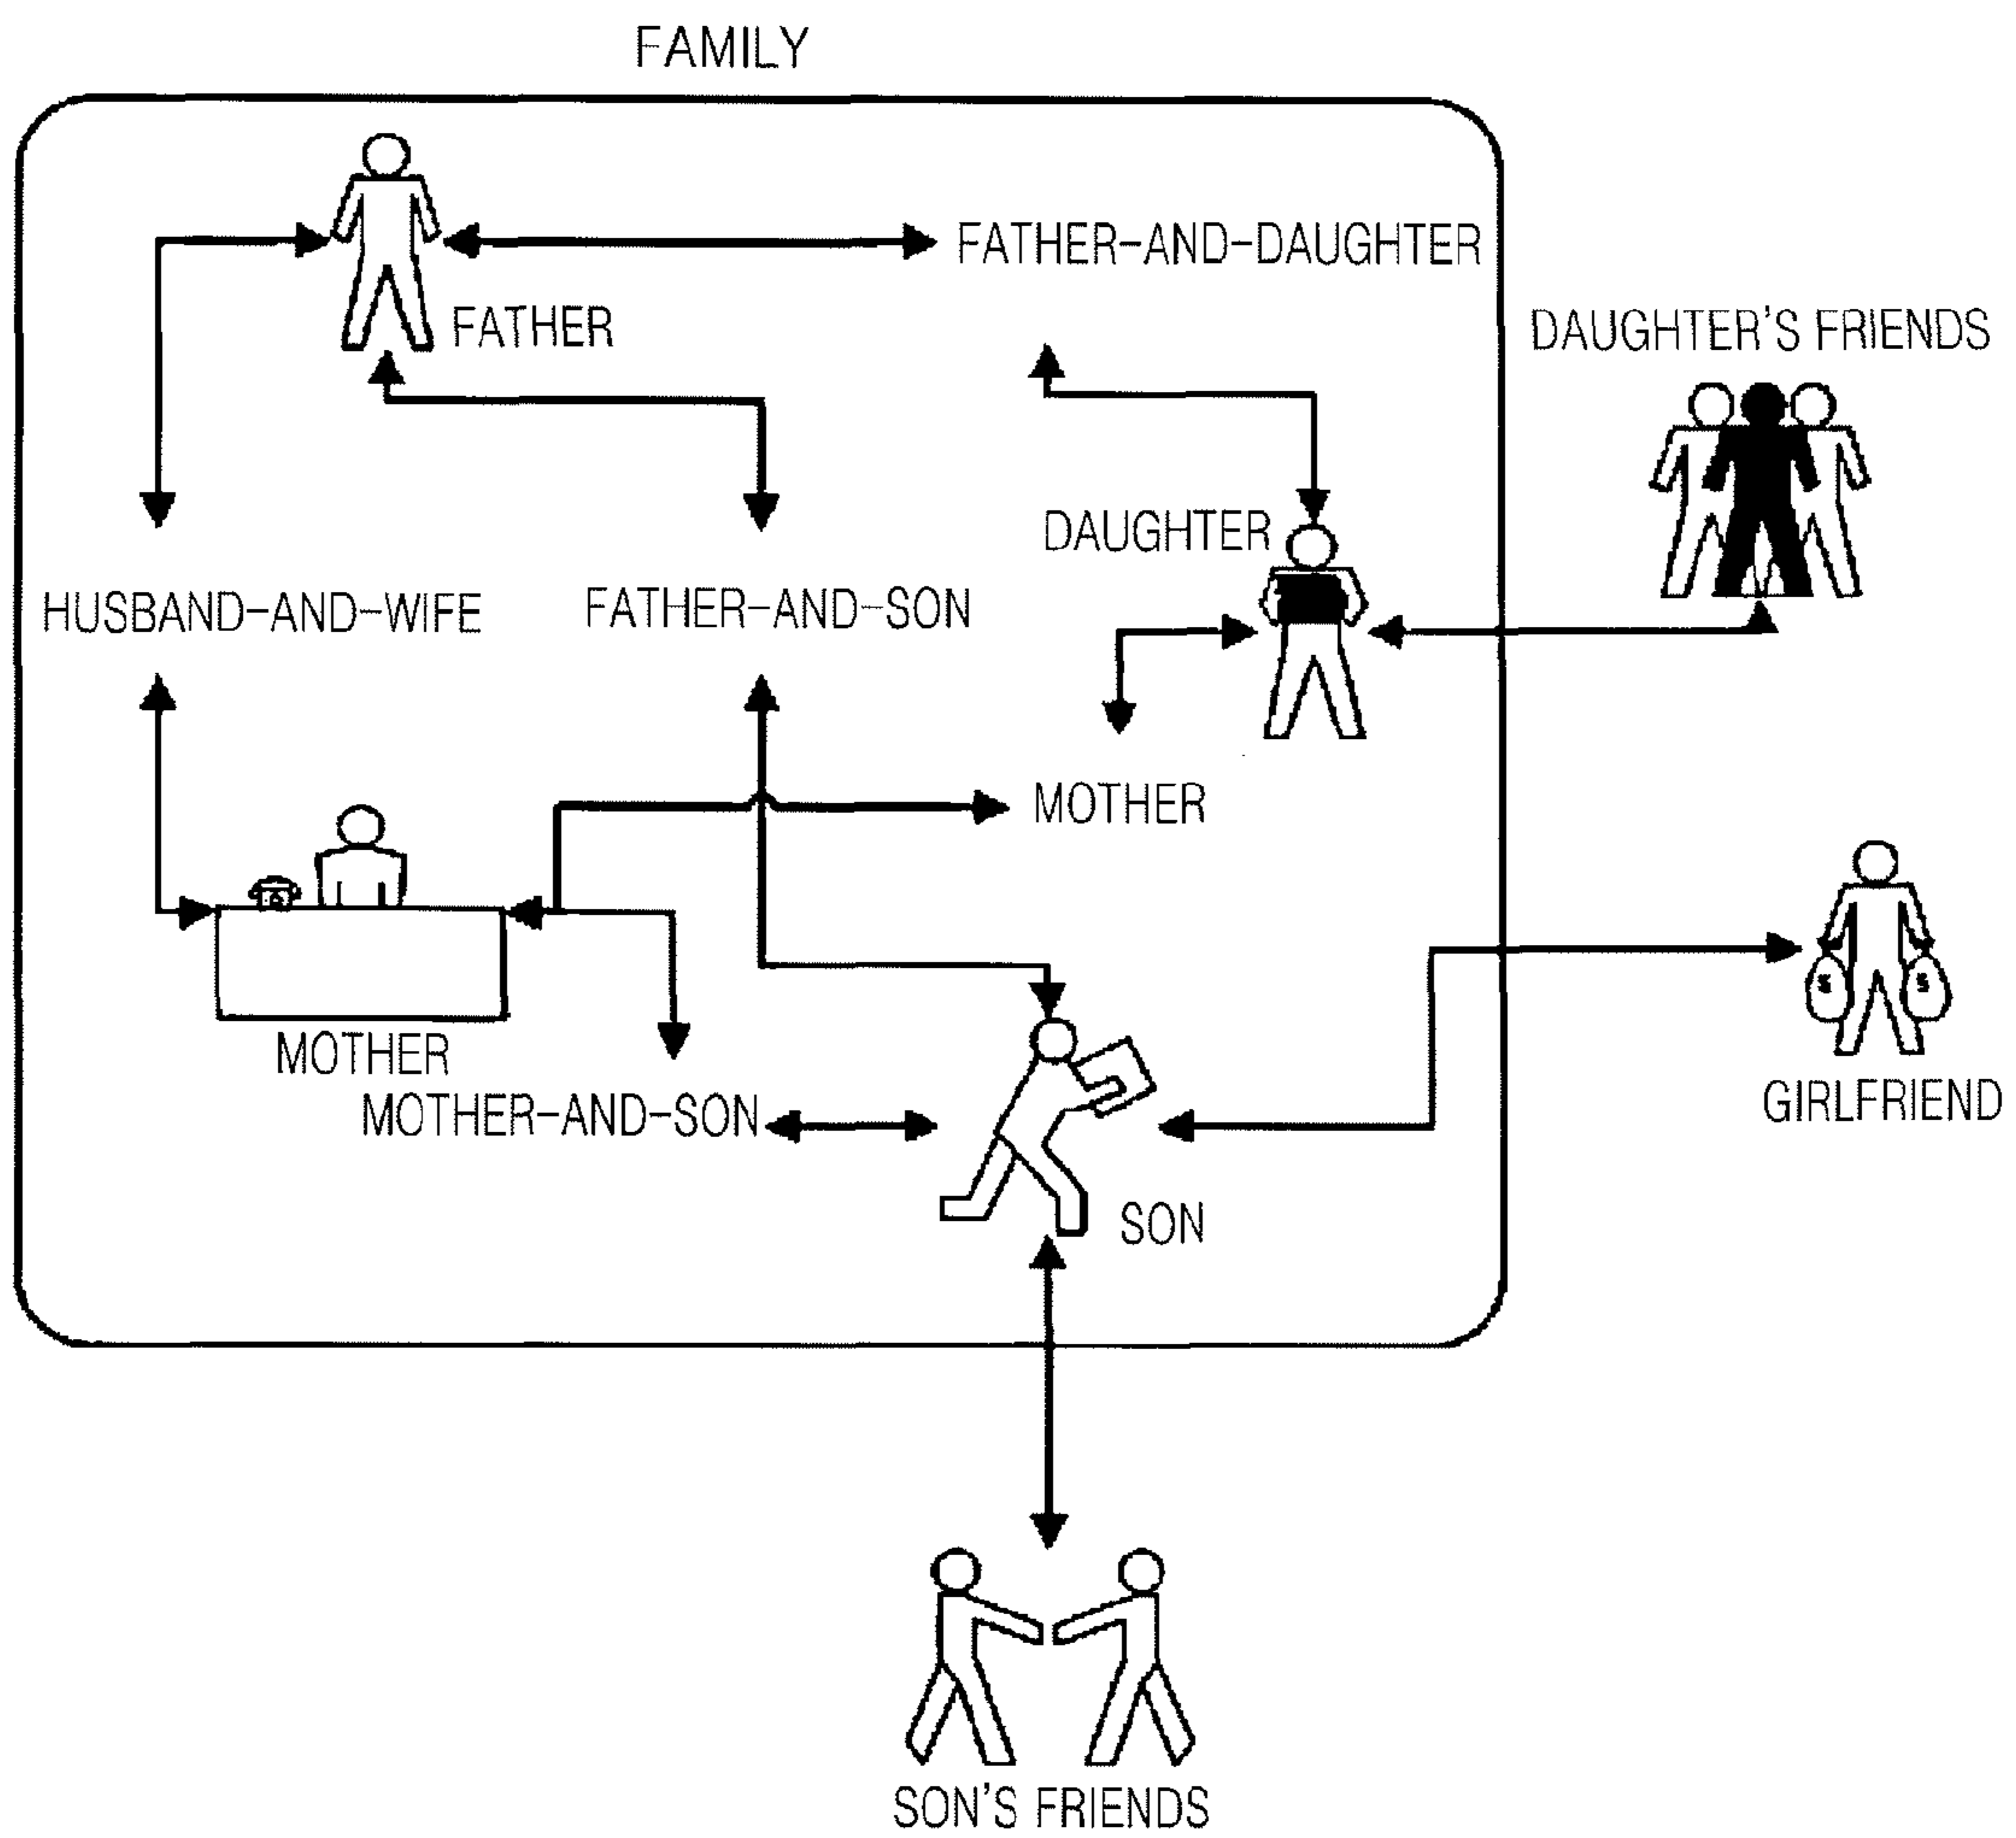 FAMILY
FATHER-AND-DAUGHTER
FATHER
DAUGHTER'S FRIENDS
DAUGHTER
HUSBAND-AND-WIFE
FATHER-AND-SON
MOTHER
MOTHER
GIRLFRIEND
MOTHER-AND-SON
SON
SON'S FRIENDS
S
S